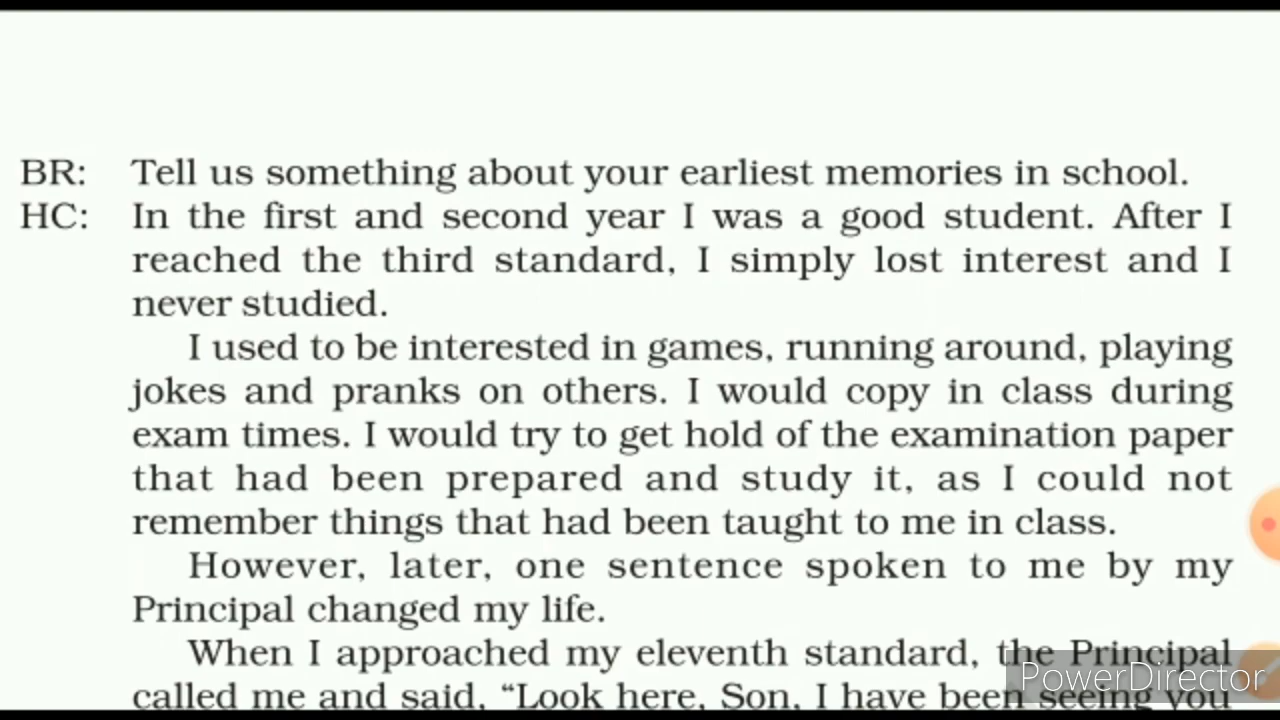 BR: Tell us something about your earliest memories in school.
HC: In the first and second year I was a good student. After I
reached the third standard, I simply lost interest and I
never studied.
I used to be interested in games, running around, playing
jokes and pranks on others. I would copy in class during
exam times. I would try to get hold of the examination paper
that had been prepared and study it, as I could not
remember things that had been taught to me in class.
However, later, one sentence spoken to me by my
Principal changed my life.
When I approached my eleventh standard, the Principal
called me and said, “Look here, Son, I have been seeing you
PowerDirector